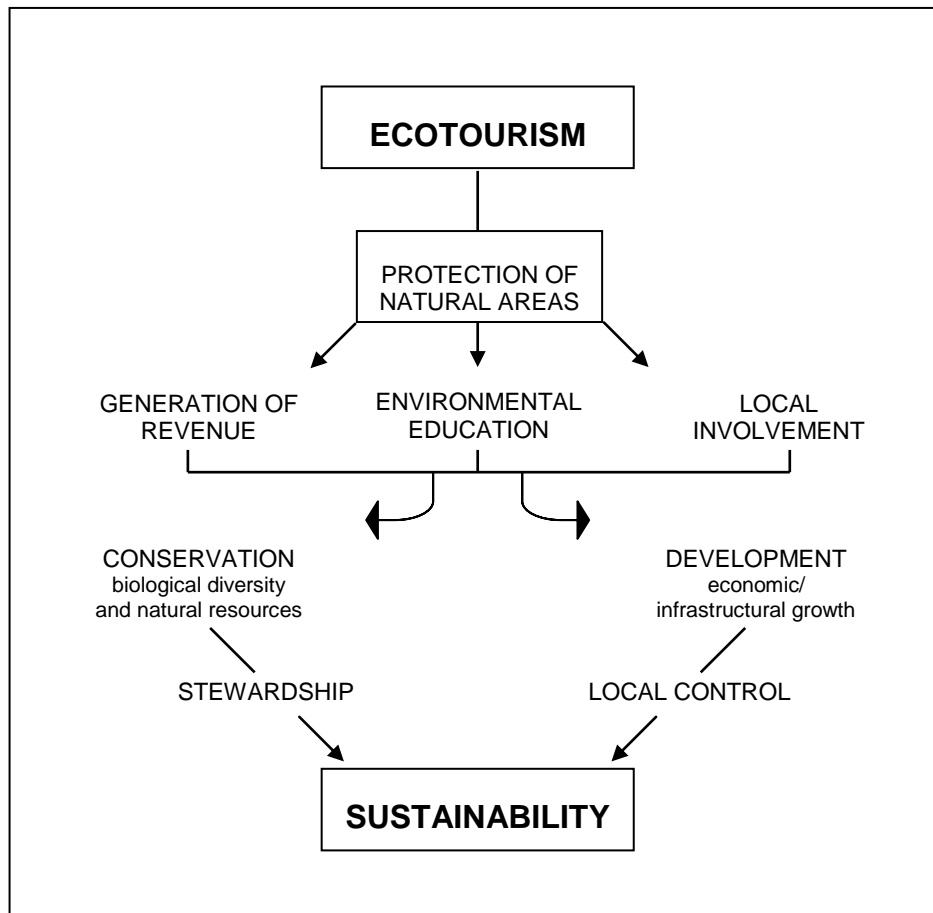 ECOTOURISM
PROTECTION OF
NATURAL AREAS
GENERATION OF
REVENUE
ENVIRONMENTAL
EDUCATION
LOCAL
INVOLVEMENT
CONSERVATION
biological diversity
and natural resources
DEVELOPMENT
economic/
infrastructural growth
STEWARDSHIP
LOCAL CONTROL
SUSTAINABILITY